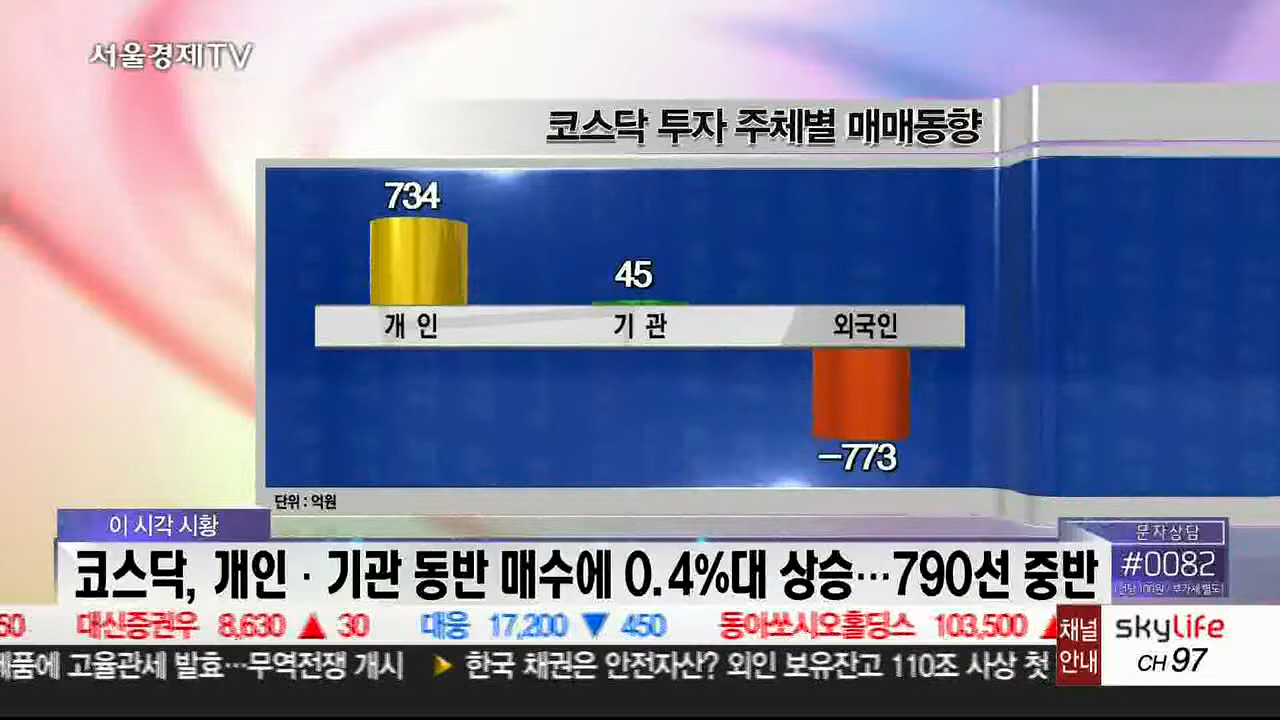 서울경제TV
코스닥 투자 주체별 매매동향
734
45
개 인
기 관
외국인
-773
단위 : 억원
이 시각 시황
문자상담
코스닥, 개인·기관 동반 매수에 0.4%대 상승…790선 중반
#0082
50 대신증권우 8,630 ▲ 30 대웅 17,200 ▼ 450 동아쏘시오홀딩스 103,500
채널안내
skylife
CH 97
제품에 고율관세 발효…무역전쟁 개시 ▶ 한국 채권은 안전자산? 외인 보유잔고 110조 사상 첫